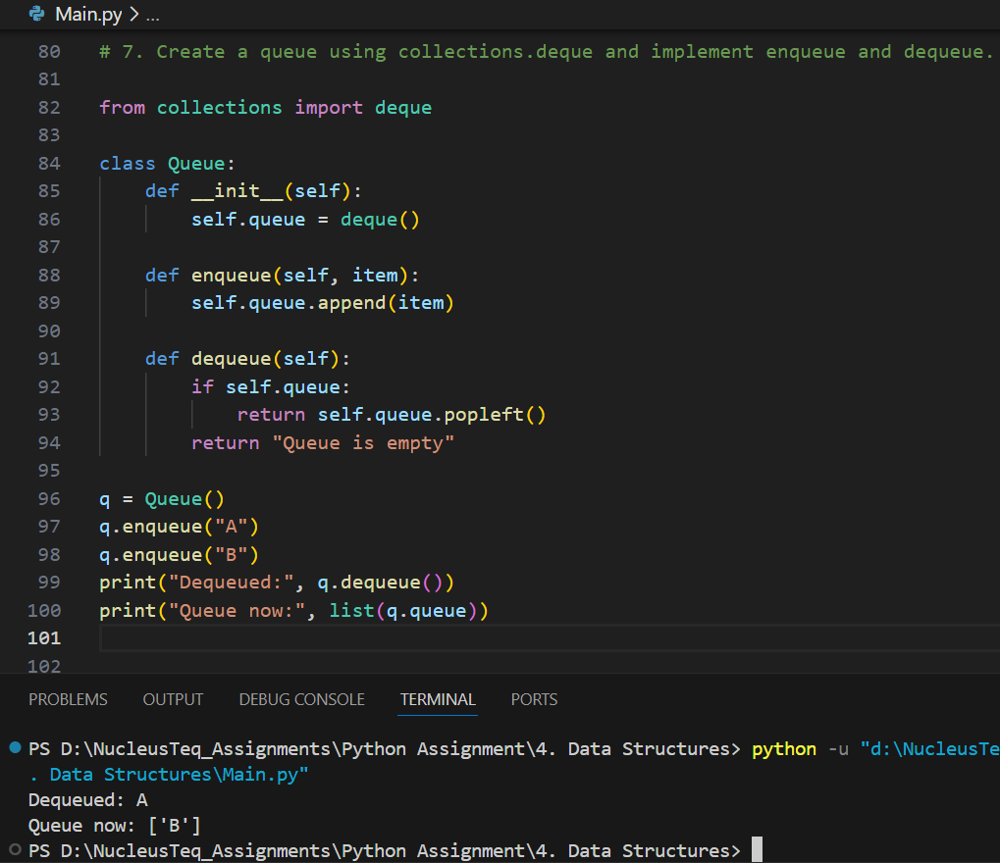 Main.py > ...
80 # 7. Create a queue using collections.deque and implement enqueue and dequeue.
81
82 from collections import deque
83
84 class Queue:
85     def __init__(self):
86         self.queue = deque()
87
88     def enqueue(self, item):
89         self.queue.append(item)
90
91     def dequeue(self):
92         if self.queue:
93             return self.queue.popleft()
94         return "Queue is empty"
95
96 q = Queue()
97 q.enqueue("A")
98 q.enqueue("B")
99 print("Dequeued:", q.dequeue())
100 print("Queue now:", list(q.queue))
101
102
PROBLEMS OUTPUT DEBUG CONSOLE TERMINAL PORTS
PS D:\NucleusTeq_Assignments\Python Assignment\4. Data Structures> python -u "d:\NucleusTe
. Data Structures\Main.py"
Dequeued: A
Queue now: ['B']
PS D:\NucleusTeq_Assignments\Python Assignment\4. Data Structures>